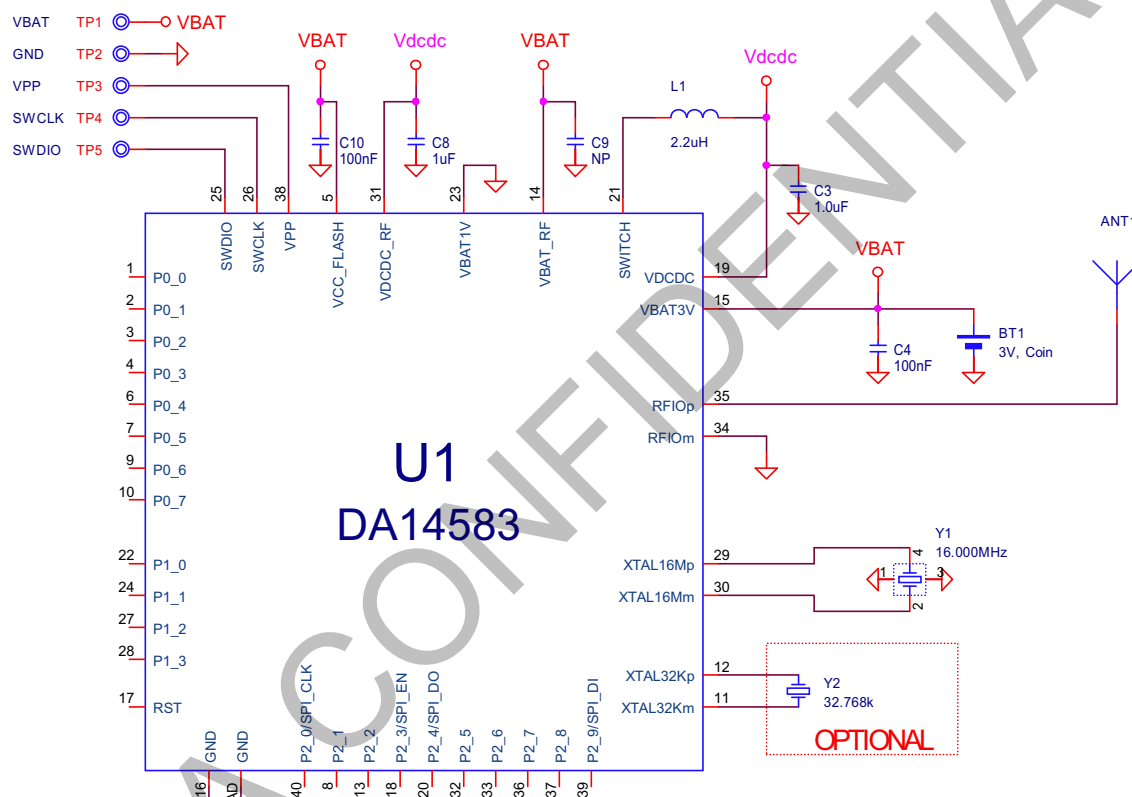 VBAT TP1 VBAT
GND TP2
VPP TP3
SWCLK TP4
SWDIO TP5
VBAT
C10
100nF
Vdcdc
C8
1uF
VBAT
C9
NP
L1
2.2uH
Vdcdc
C3
1.0uF
VBAT
C4
100nF
BT1
3V, Coin
ANT1
25 SWDIO
26 SWCLK
38 VPP
5 VCC_FLASH
31 VDCDC_RF
23 VBAT1V
14 VBAT_RF
21 SWITCH
1 P0_0
2 P0_1
3 P0_2
4 P0_3
6 P0_4
7 P0_5
9 P0_6
10 P0_7
22 P1_0
24 P1_1
27 P1_2
28 P1_3
17 RST
U1
DA14583
VDCDC 19
VBAT3V 15
RFIOp 35
RFIOm 34
XTAL16Mp 29
XTAL16Mm 30
XTAL32Kp 12
XTAL32Km 11
Y1
16.000MHz
4
1 3
2
Y2
32.768k
OPTIONAL
GND 16
GND
P2_0/SPI_CLK 40
P2_1 8
P2_2 13
P2_3/SPI_EN 18
P2_4/SPI_DO 20
P2_5 32
P2_6 33
P2_7 36
P2_8 37
P2_9/SPI_DI 39
A CONFIDENTIA